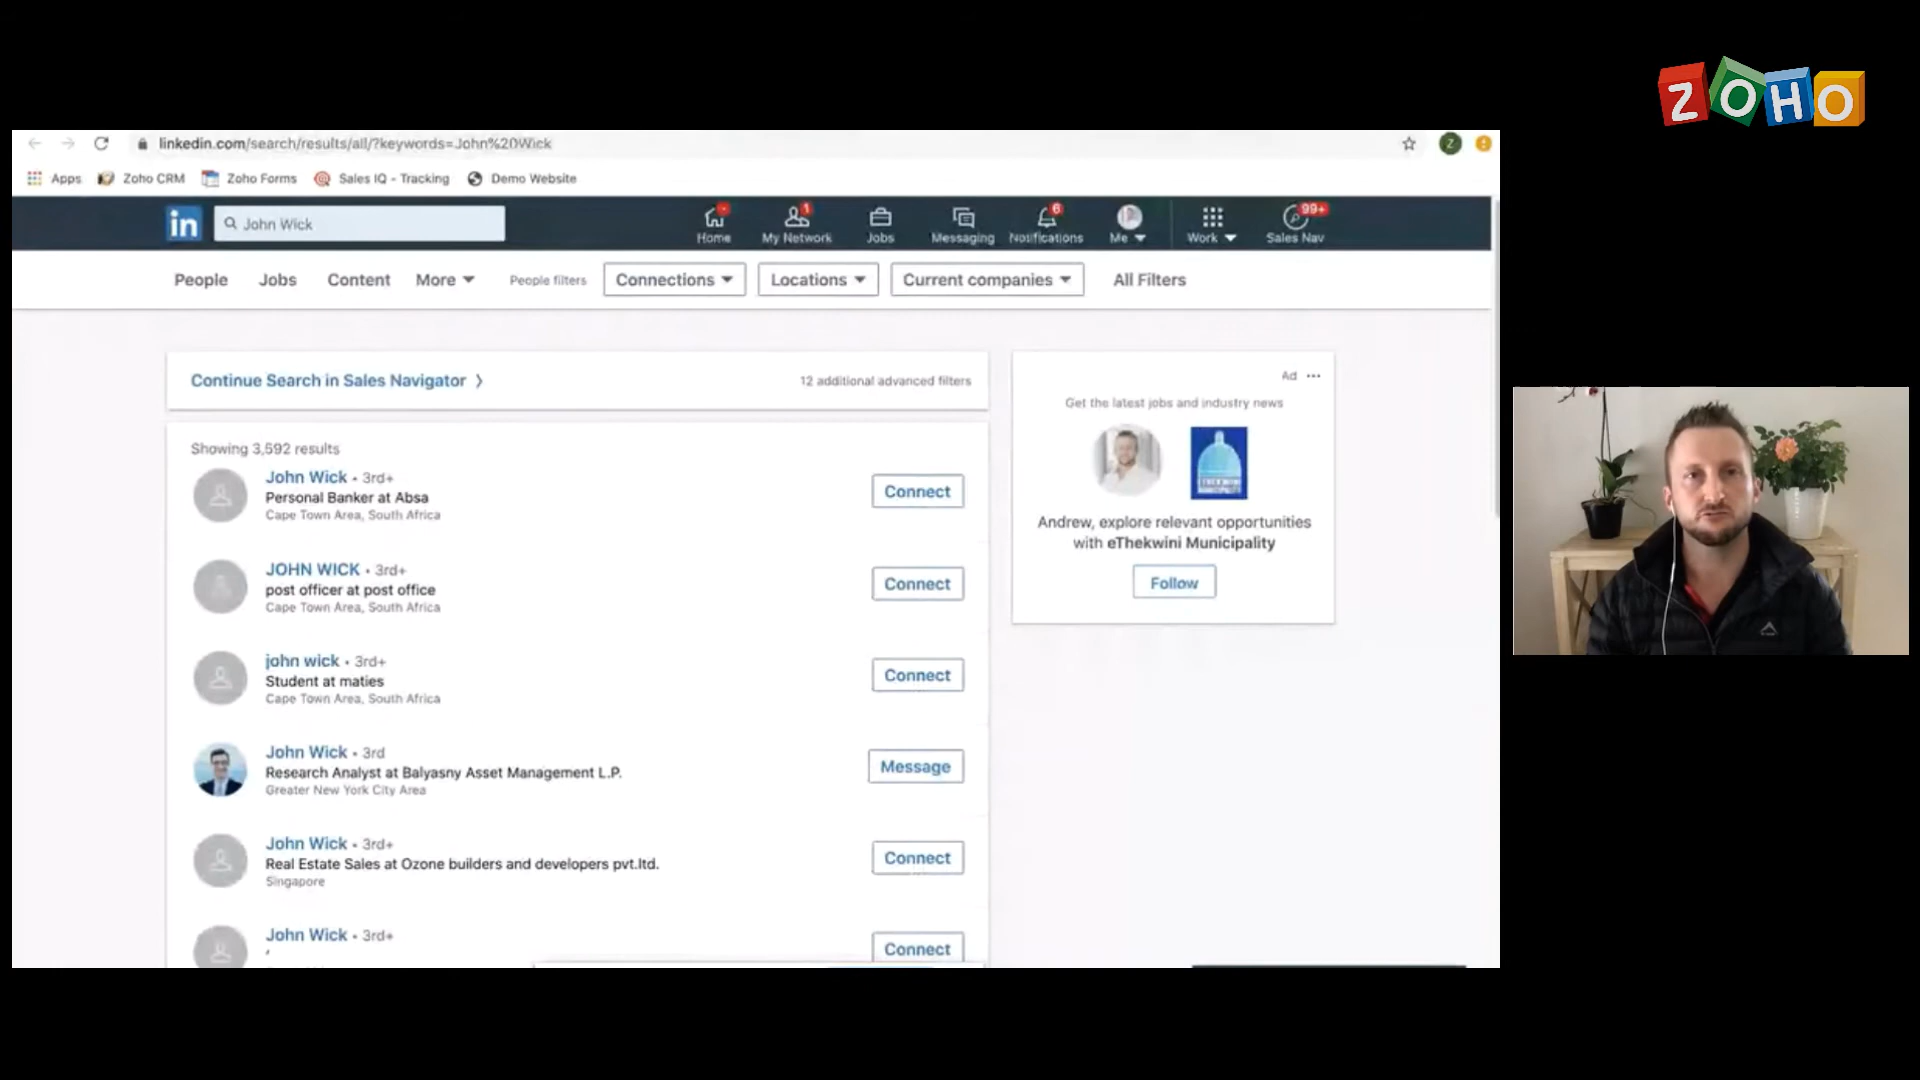 ZOHO
linkedin.com/search/results/all/?keywords=John%20Wick
Z
Apps Zoho CRM Zoho Forms Sales IQ - Tracking Demo Website
in John Wick
1 6 99+
Home My Network Jobs Messaging Notifications Me Work Sales Nav
People Jobs Content More People filters Connections Locations Current companies All Filters
Continue Search in Sales Navigator 12 additional advanced filters
Showing 3,592 results
John Wick • 3rd+
Personal Banker at Absa
Cape Town Area, South Africa
Connect
JOHN WICK • 3rd+
post officer at post office
Cape Town Area, South Africa
Connect
john wick • 3rd+
Student at maties
Cape Town Area, South Africa
Connect
John Wick • 3rd
Research Analyst at Balyasny Asset Management L.P.
Greater New York City Area
Message
John Wick • 3rd+
Real Estate Sales at Ozone builders and developers pvt.ltd.
Singapore
Connect
John Wick • 3rd+
Connect
Ad
Get the latest jobs and industry news
Andrew, explore relevant opportunities
with eThekwini Municipality
Follow